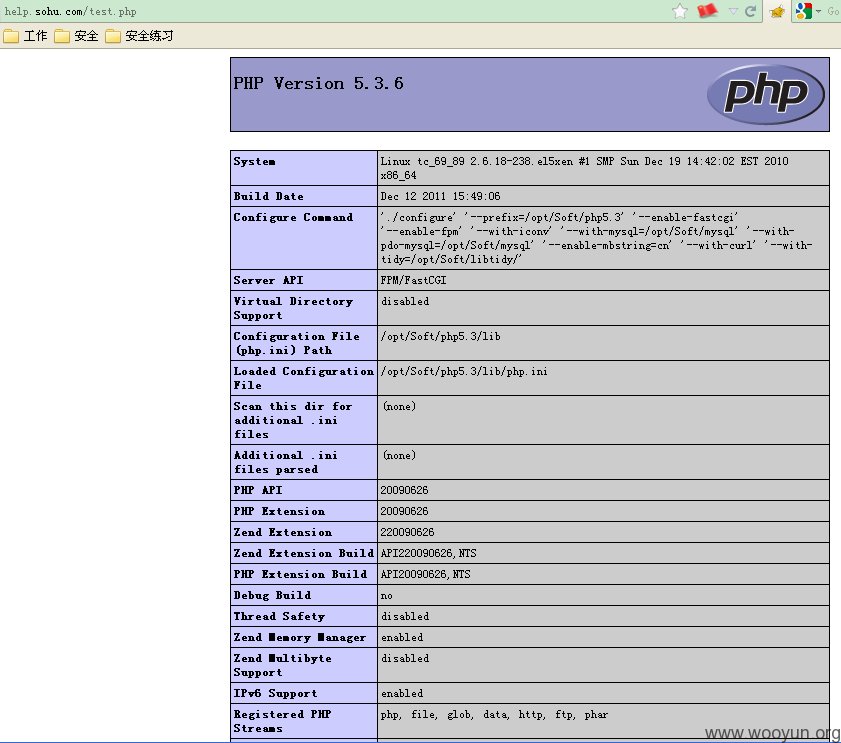 help.sohu.com/test.php
Go
工作 安全 安全练习
PHP Version 5.3.6
php
System Linux tc_69_89 2.6.18-238.el5xen #1 SMP Sun Dec 19 14:42:02 EST 2010
x86_64
Build Date Dec 12 2011 15:49:06
Configure Command './configure' '--prefix=/opt/Soft/php5.3' '--enable-fastcgi'
'--enable-fpm' '--with-iconv' '--with-mysql=/opt/Soft/mysql' '--with-
pdo-mysql=/opt/Soft/mysql' '--enable-mbstring=cn' '--with-curl' '--with-
tidy=/opt/Soft/libtidy/'
Server API FPM/FastCGI
Virtual Directory disabled
Support
Configuration File /opt/Soft/php5.3/lib
(php.ini) Path
Loaded Configuration /opt/Soft/php5.3/lib/php.ini
File
Scan this dir for (none)
additional .ini
files
Additional .ini (none)
files parsed
PHP API 20090626
PHP Extension 20090626
Zend Extension 220090626
Zend Extension Build API220090626,NTS
PHP Extension Build API20090626,NTS
Debug Build no
Thread Safety disabled
Zend Memory Manager enabled
Zend Multibyte disabled
Support
IPv6 Support enabled
Registered PHP php, file, glob, data, http, ftp, phar
Streams
www.wooyun.org